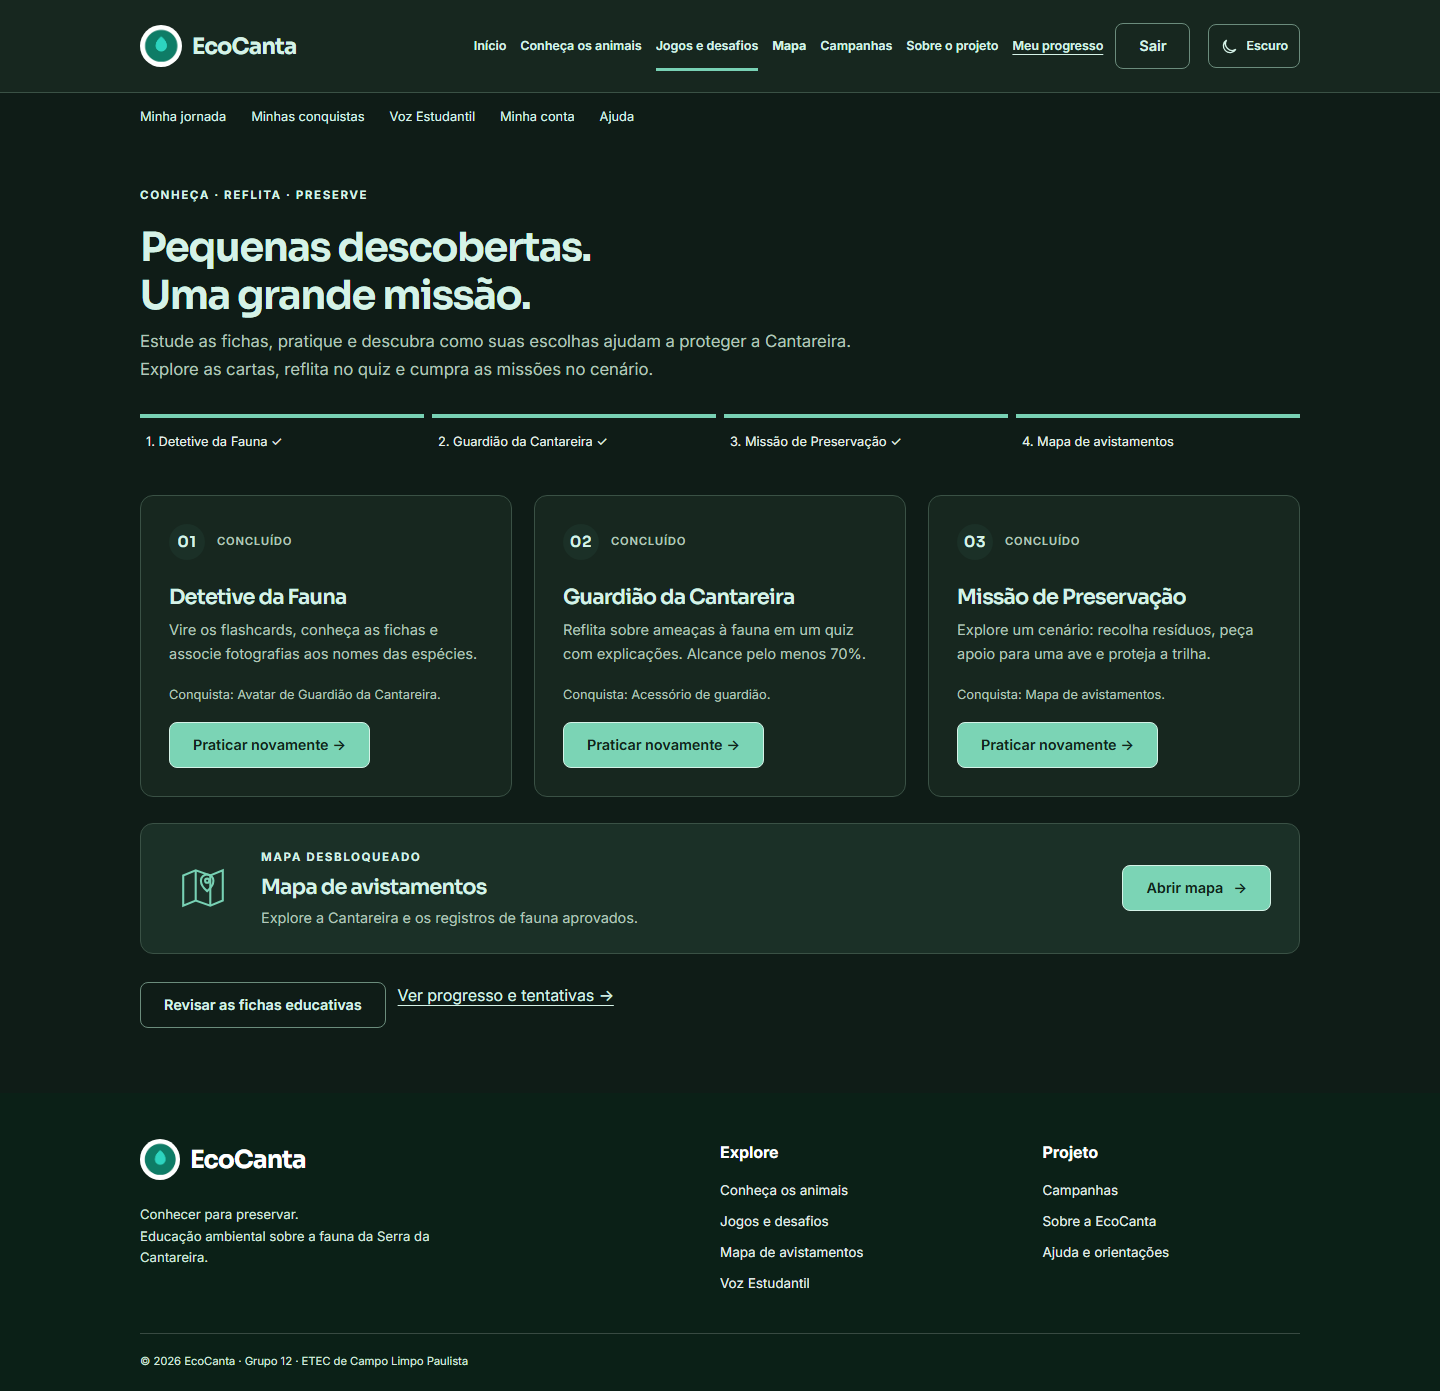 EcoCanta
Início Conheça os animais Jogos e desafios Mapa Campanhas Sobre o projeto Meu progresso Sair Escuro
Minha jornada Minhas conquistas Voz Estudantil Minha conta Ajuda
CONHEÇA · REFLITA · PRESERVE
Pequenas descobertas.
Uma grande missão.
Estude as fichas, pratique e descubra como suas escolhas ajudam a proteger a Cantareira.
Explore as cartas, reflita no quiz e cumpra as missões no cenário.
1. Detetive da Fauna ✓
2. Guardião da Cantareira ✓
3. Missão de Preservação ✓
4. Mapa de avistamentos
01 CONCLUÍDO
Detetive da Fauna
Vire os flashcards, conheça as fichas e
associe fotografias aos nomes das espécies.
Conquista: Avatar de Guardião da Cantareira.
Praticar novamente →
02 CONCLUÍDO
Guardião da Cantareira
Reflita sobre ameaças à fauna em um quiz
com explicações. Alcance pelo menos 70%.
Conquista: Acessório de guardião.
Praticar novamente →
03 CONCLUÍDO
Missão de Preservação
Explore um cenário: recolha resíduos, peça
apoio para uma ave e proteja a trilha.
Conquista: Mapa de avistamentos.
Praticar novamente →
MAPA DESBLOQUEADO
Mapa de avistamentos
Explore a Cantareira e os registros de fauna aprovados.
Abrir mapa →
Revisar as fichas educativas
Ver progresso e tentativas →
EcoCanta
Conhecer para preservar.
Educação ambiental sobre a fauna da Serra da
Cantareira.
Explore
Conheça os animais
Jogos e desafios
Mapa de avistamentos
Voz Estudantil
Projeto
Campanhas
Sobre a EcoCanta
Ajuda e orientações
© 2026 EcoCanta · Grupo 12 · ETEC de Campo Limpo Paulista